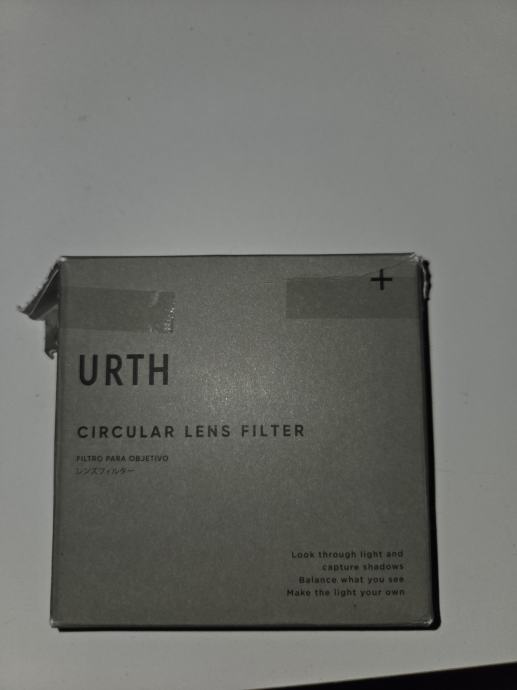 +
URTH
CIRCULAR LENS FILTER
FILTRO PARA OBJETIVO
レンズフィルター
Look through light and
capture shadows
Balance what you see
Make the light your own